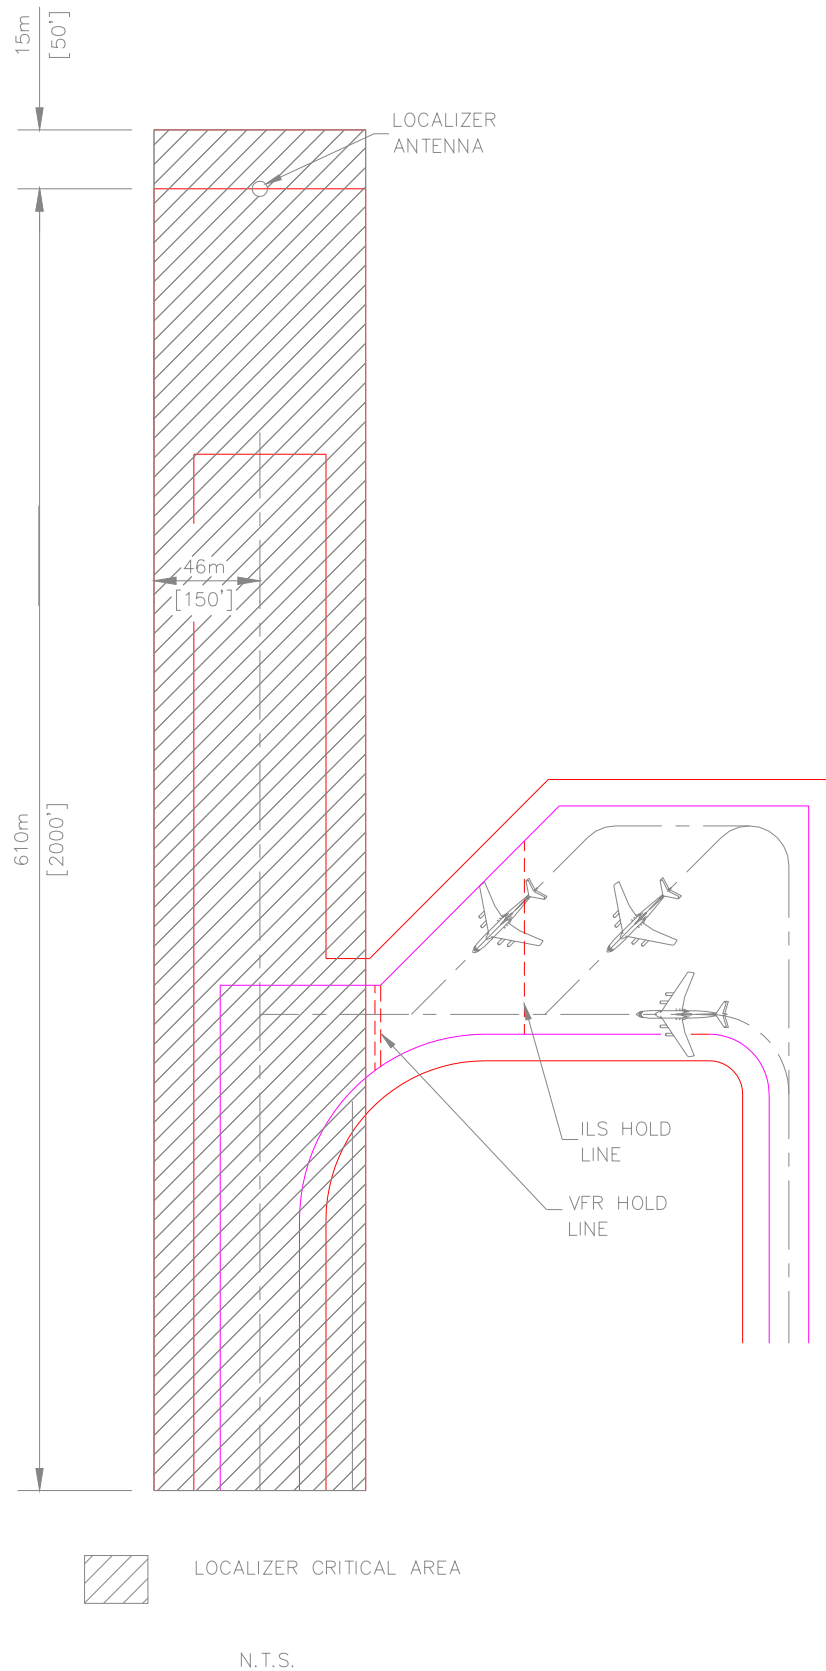 15m
[50']
LOCALIZER
ANTENNA
46m
[150']
610m
[2000']
ILS HOLD
LINE
VFR HOLD
LINE
LOCALIZER CRITICAL AREA
N.T.S.